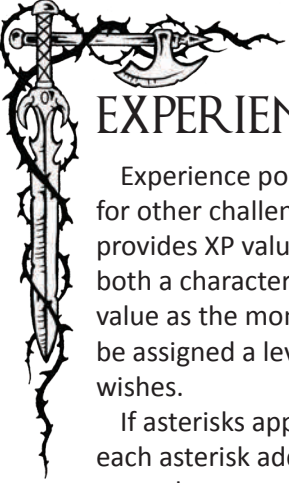 EXPERIEN
Experience po
for other challen
provides XP valu
both a character
value as the mon
be assigned a lev
wishes.
If asterisks app
each asterisk add